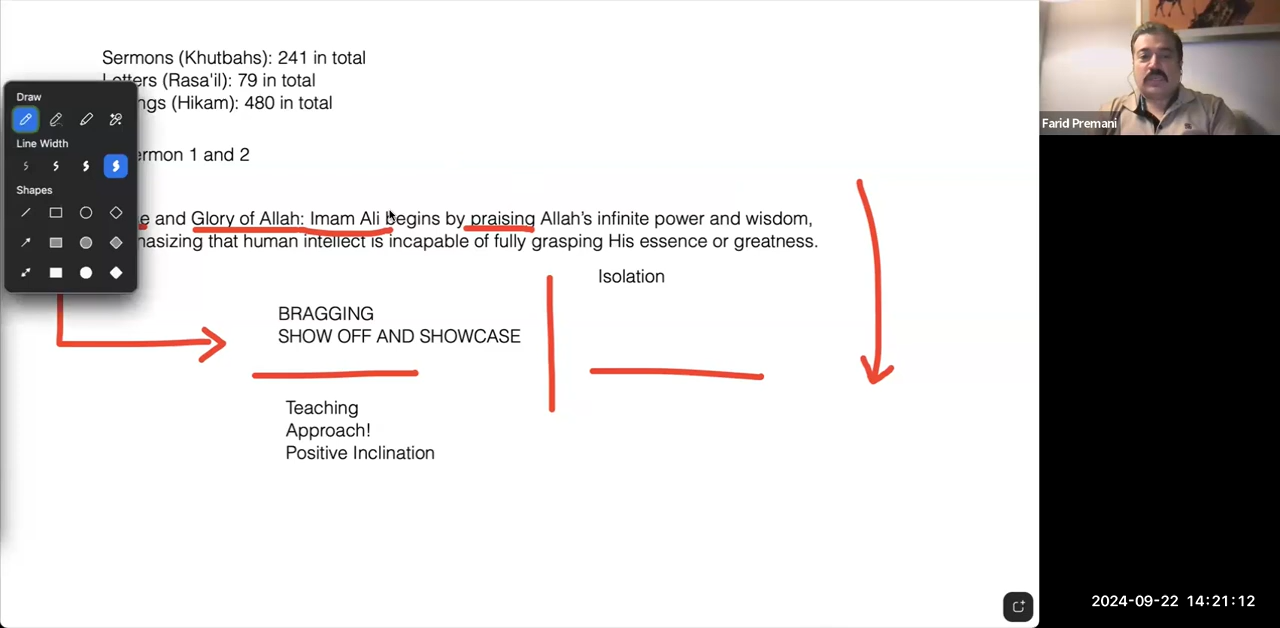 Sermons (Khutbahs): 241 in total
Letters (Rasa'il): 79 in total
ngs (Hikam): 480 in total
Draw
Line Width
Shapes
ermon 1 and 2
e and Glory of Allah: Imam Ali begins by praising Allah's infinite power and wisdom,
hasizing that human intellect is incapable of fully grasping His essence or greatness.
Isolation
BRAGGING
SHOW OFF AND SHOWCASE
Teaching
Approach!
Positive Inclination
Farid Premani
2024-09-22 14:21:12